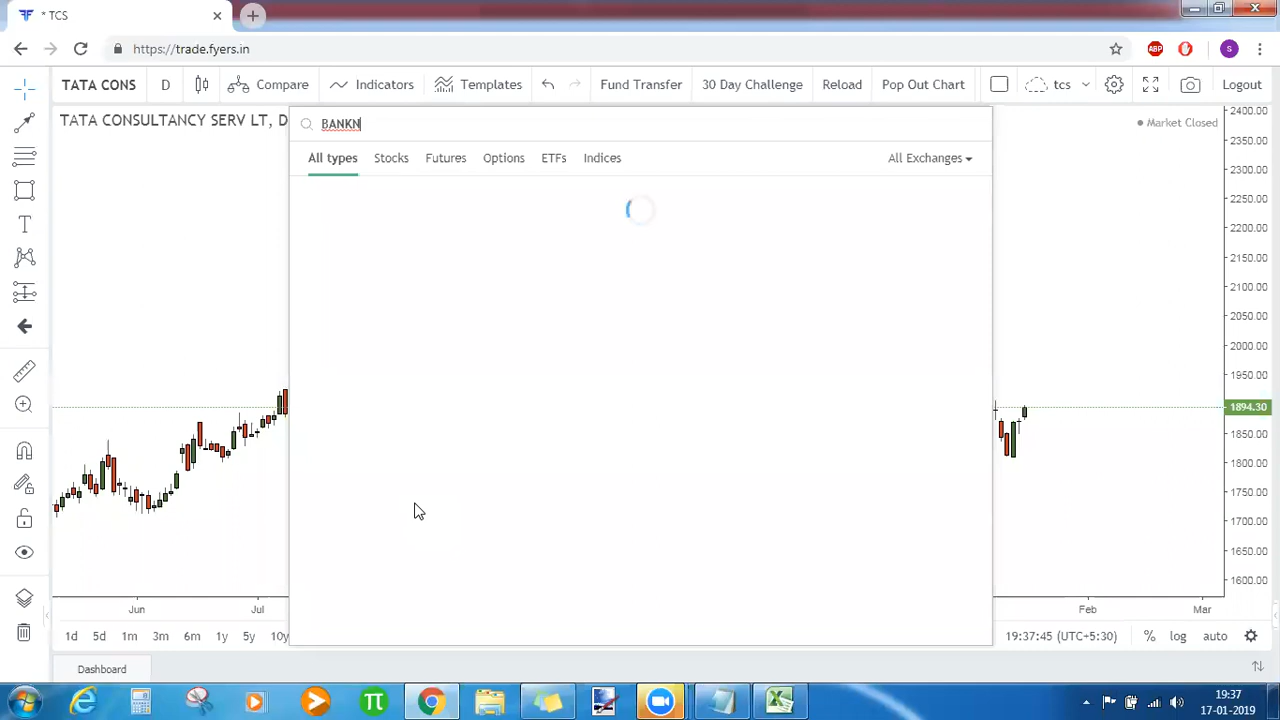 * TCS
https://trade.fyers.in
ABP
S
TATA CONS D Compare Indicators Templates Fund Transfer 30 Day Challenge Reload Pop Out Chart tcs Logout
TATA CONSULTANCY SERV LT, D
BANKN
Market Closed
All types Stocks Futures Options ETFs Indices All Exchanges
2400.00
2350.00
2300.00
2250.00
2200.00
2150.00
2100.00
2050.00
2000.00
1950.00
1894.30
1850.00
1800.00
1750.00
1700.00
1650.00
1600.00
Jun Jul Feb Mar
1d 5d 1m 3m 6m 1y 5y 10y 19:37:45 (UTC+5:30) % log auto
Dashboard
19:37
17-01-2019